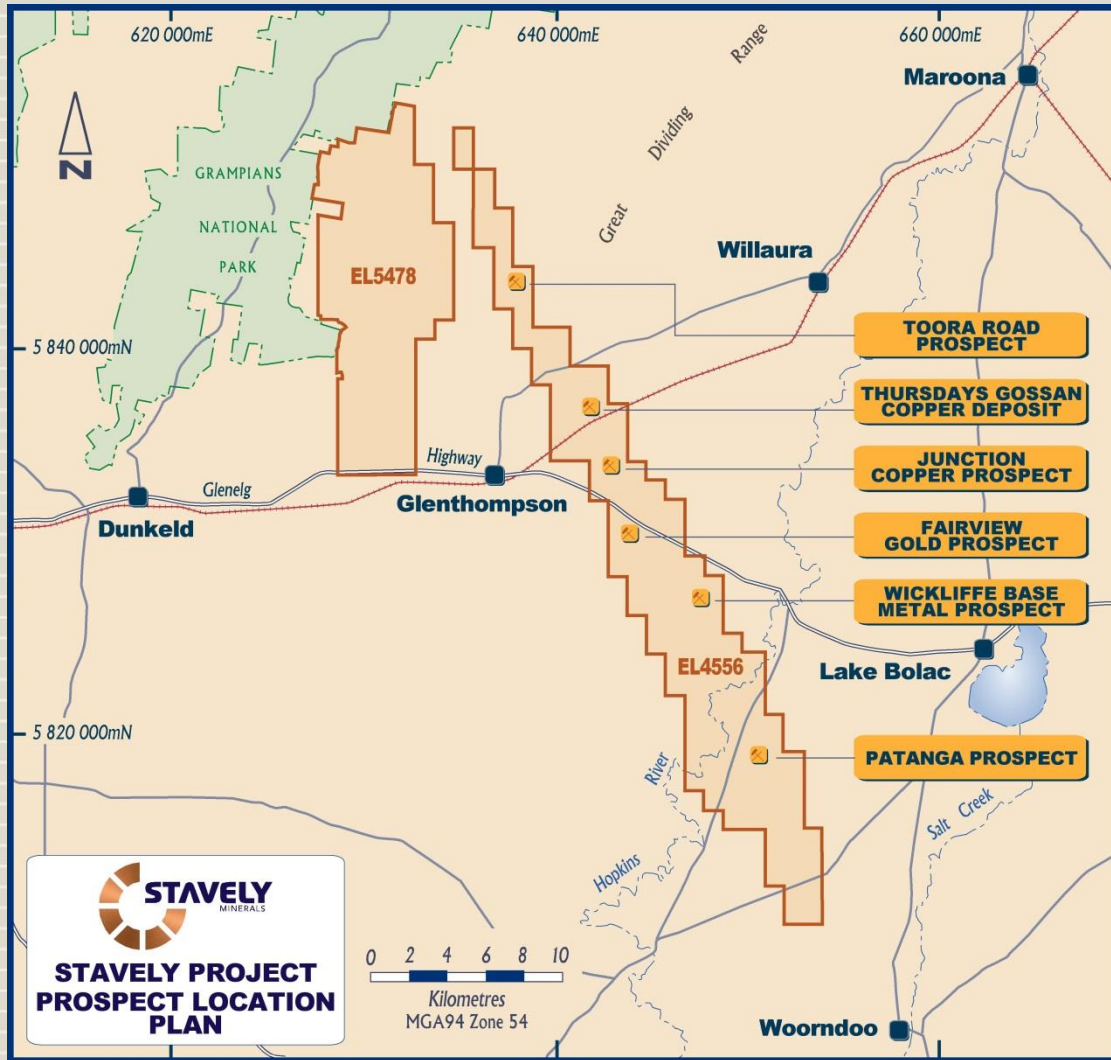 620 000mE
640 000mE
660 000mE
Range
Maroona
Dividing
N
GRAMPIANS
NATIONAL
PARK
Great
Willaura
EL5478
TOORA ROAD
PROSPECT
5 840 000mN
THURSDAYS GOSSAN
COPPER DEPOSIT
JUNCTION
COPPER PROSPECT
Highway
Glenelg
Glenthompson
Dunkeld
FAIRVIEW
GOLD PROSPECT
WICKLIFFE BASE
METAL PROSPECT
EL4556
Lake Bolac
5 820 000mN
PATANGA PROSPECT
River
Hopkins
Salt Creek
STAVELY
MINERALS
STAVELY PROJECT
PROSPECT LOCATION
PLAN
0 2 4 6 8 10
Kilometres
MGA94 Zone 54
Woorndoo